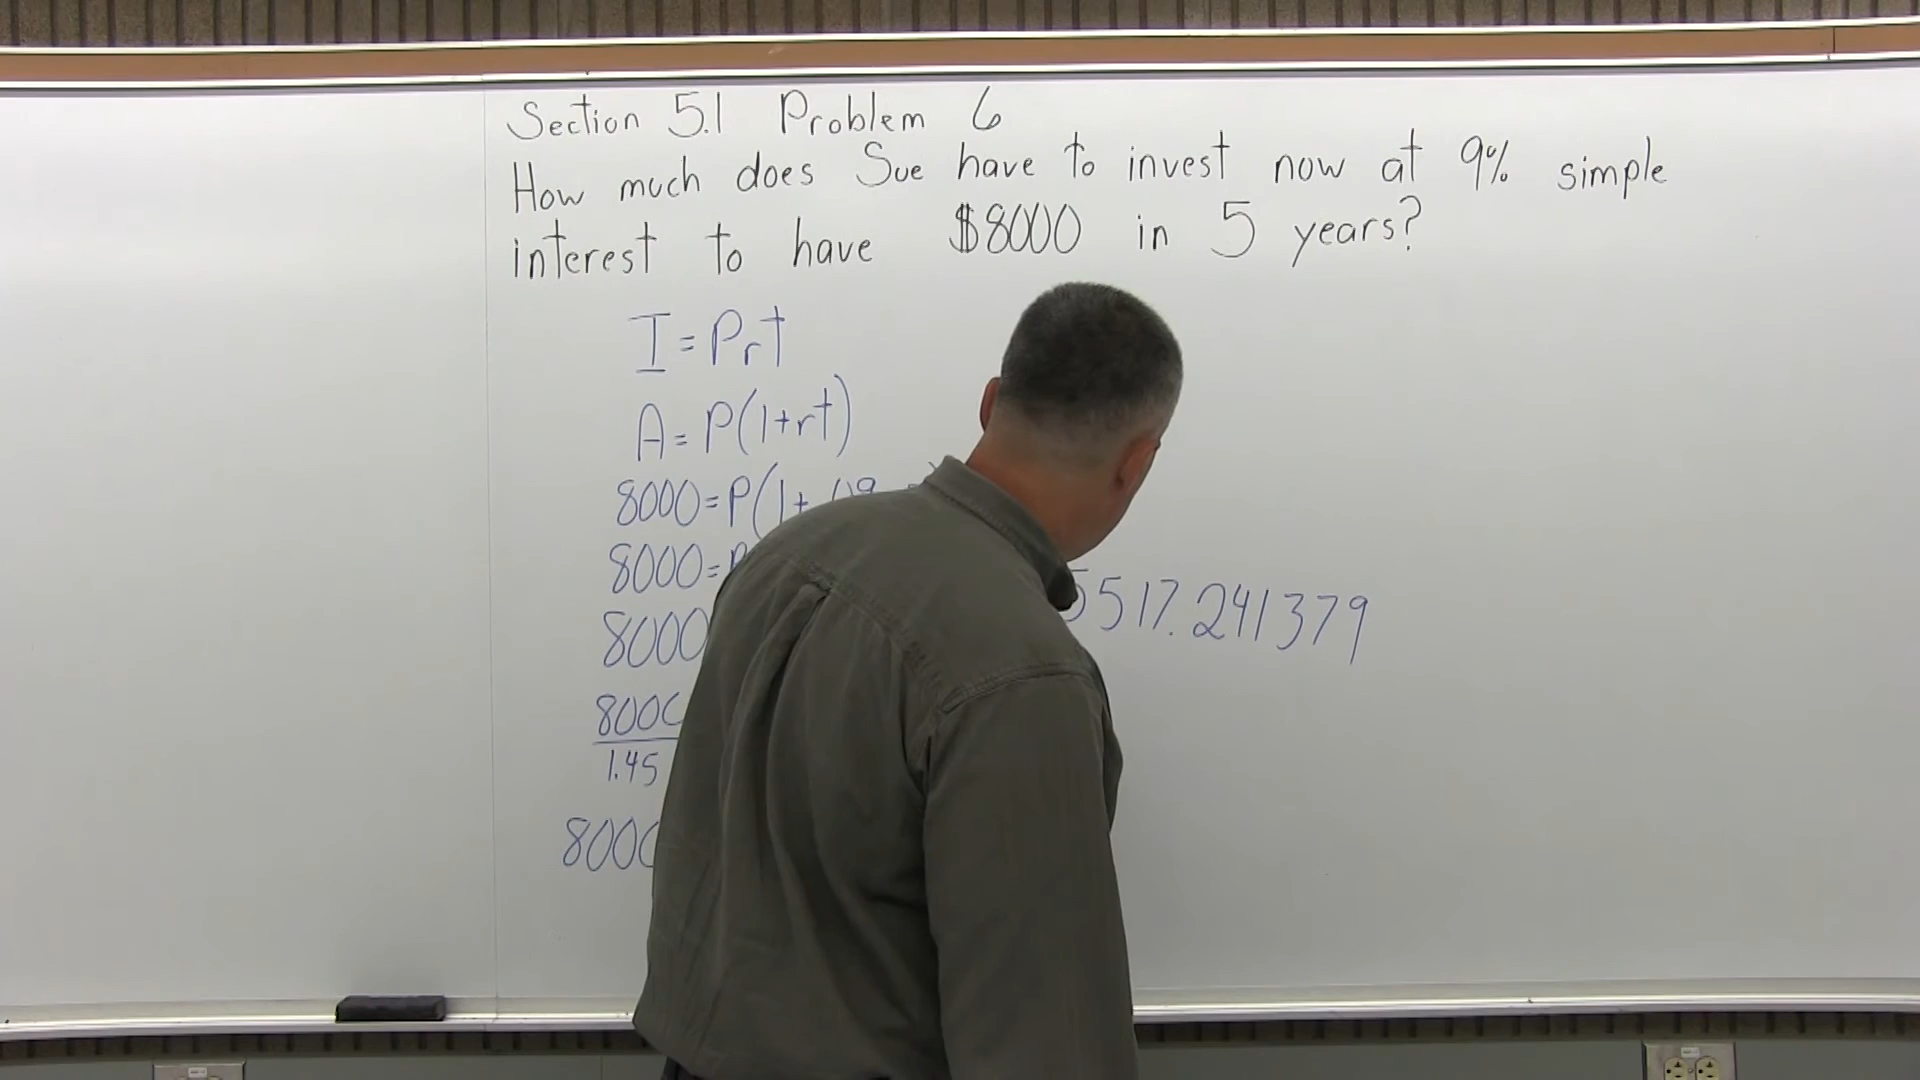 Section 5.1 Problem 6
How much does Sue have to invest now at 9% simple
interest to have $8000 in 5 years?
I = Prt
A = P(1+rt)
8000=P(1+.09
8000=P
8000
5517.241379
8000
1.45
8000